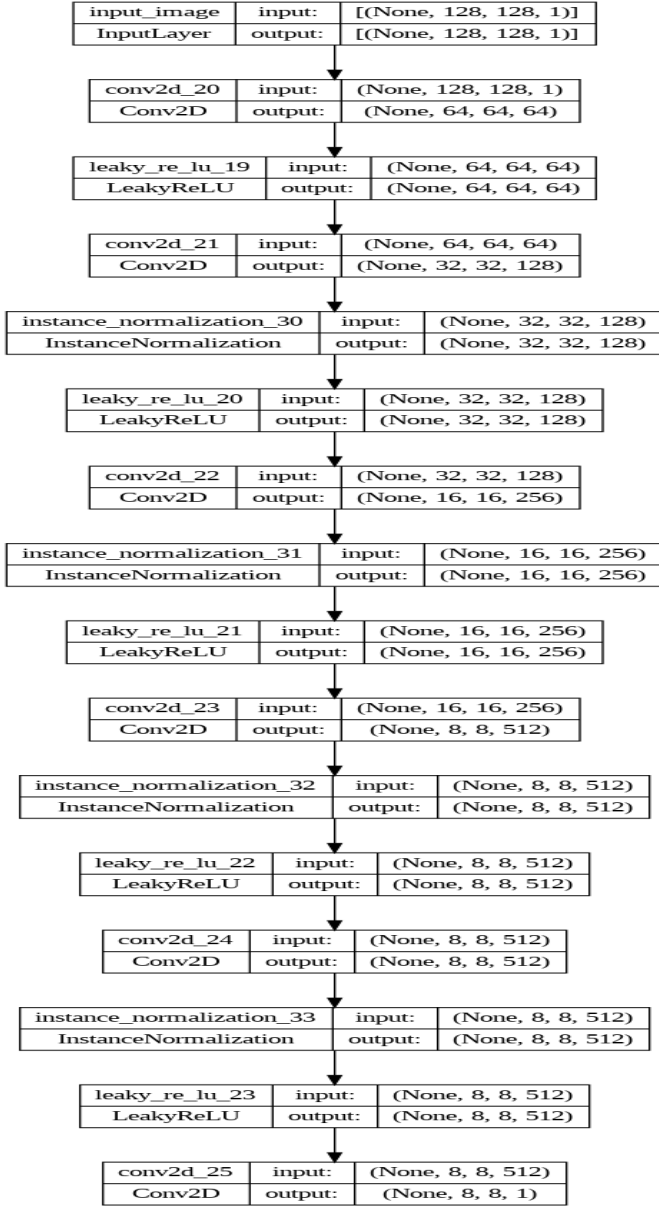 input_image input: [(None, 128, 128, 1)]
InputLayer output: [(None, 128, 128, 1)]
conv2d_20 input: (None, 128, 128, 1)
Conv2D output: (None, 64, 64, 64)
leaky_re_lu_19 input: (None, 64, 64, 64)
LeakyReLU output: (None, 64, 64, 64)
conv2d_21 input: (None, 64, 64, 64)
Conv2D output: (None, 32, 32, 128)
instance_normalization_30 input: (None, 32, 32, 128)
InstanceNormalization output: (None, 32, 32, 128)
leaky_re_lu_20 input: (None, 32, 32, 128)
LeakyReLU output: (None, 32, 32, 128)
conv2d_22 input: (None, 32, 32, 128)
Conv2D output: (None, 16, 16, 256)
instance_normalization_31 input: (None, 16, 16, 256)
InstanceNormalization output: (None, 16, 16, 256)
leaky_re_lu_21 input: (None, 16, 16, 256)
LeakyReLU output: (None, 16, 16, 256)
conv2d_23 input: (None, 16, 16, 256)
Conv2D output: (None, 8, 8, 512)
instance_normalization_32 input: (None, 8, 8, 512)
InstanceNormalization output: (None, 8, 8, 512)
leaky_re_lu_22 input: (None, 8, 8, 512)
LeakyReLU output: (None, 8, 8, 512)
conv2d_24 input: (None, 8, 8, 512)
Conv2D output: (None, 8, 8, 512)
instance_normalization_33 input: (None, 8, 8, 512)
InstanceNormalization output: (None, 8, 8, 512)
leaky_re_lu_23 input: (None, 8, 8, 512)
LeakyReLU output: (None, 8, 8, 512)
conv2d_25 input: (None, 8, 8, 512)
Conv2D output: (None, 8, 8, 1)